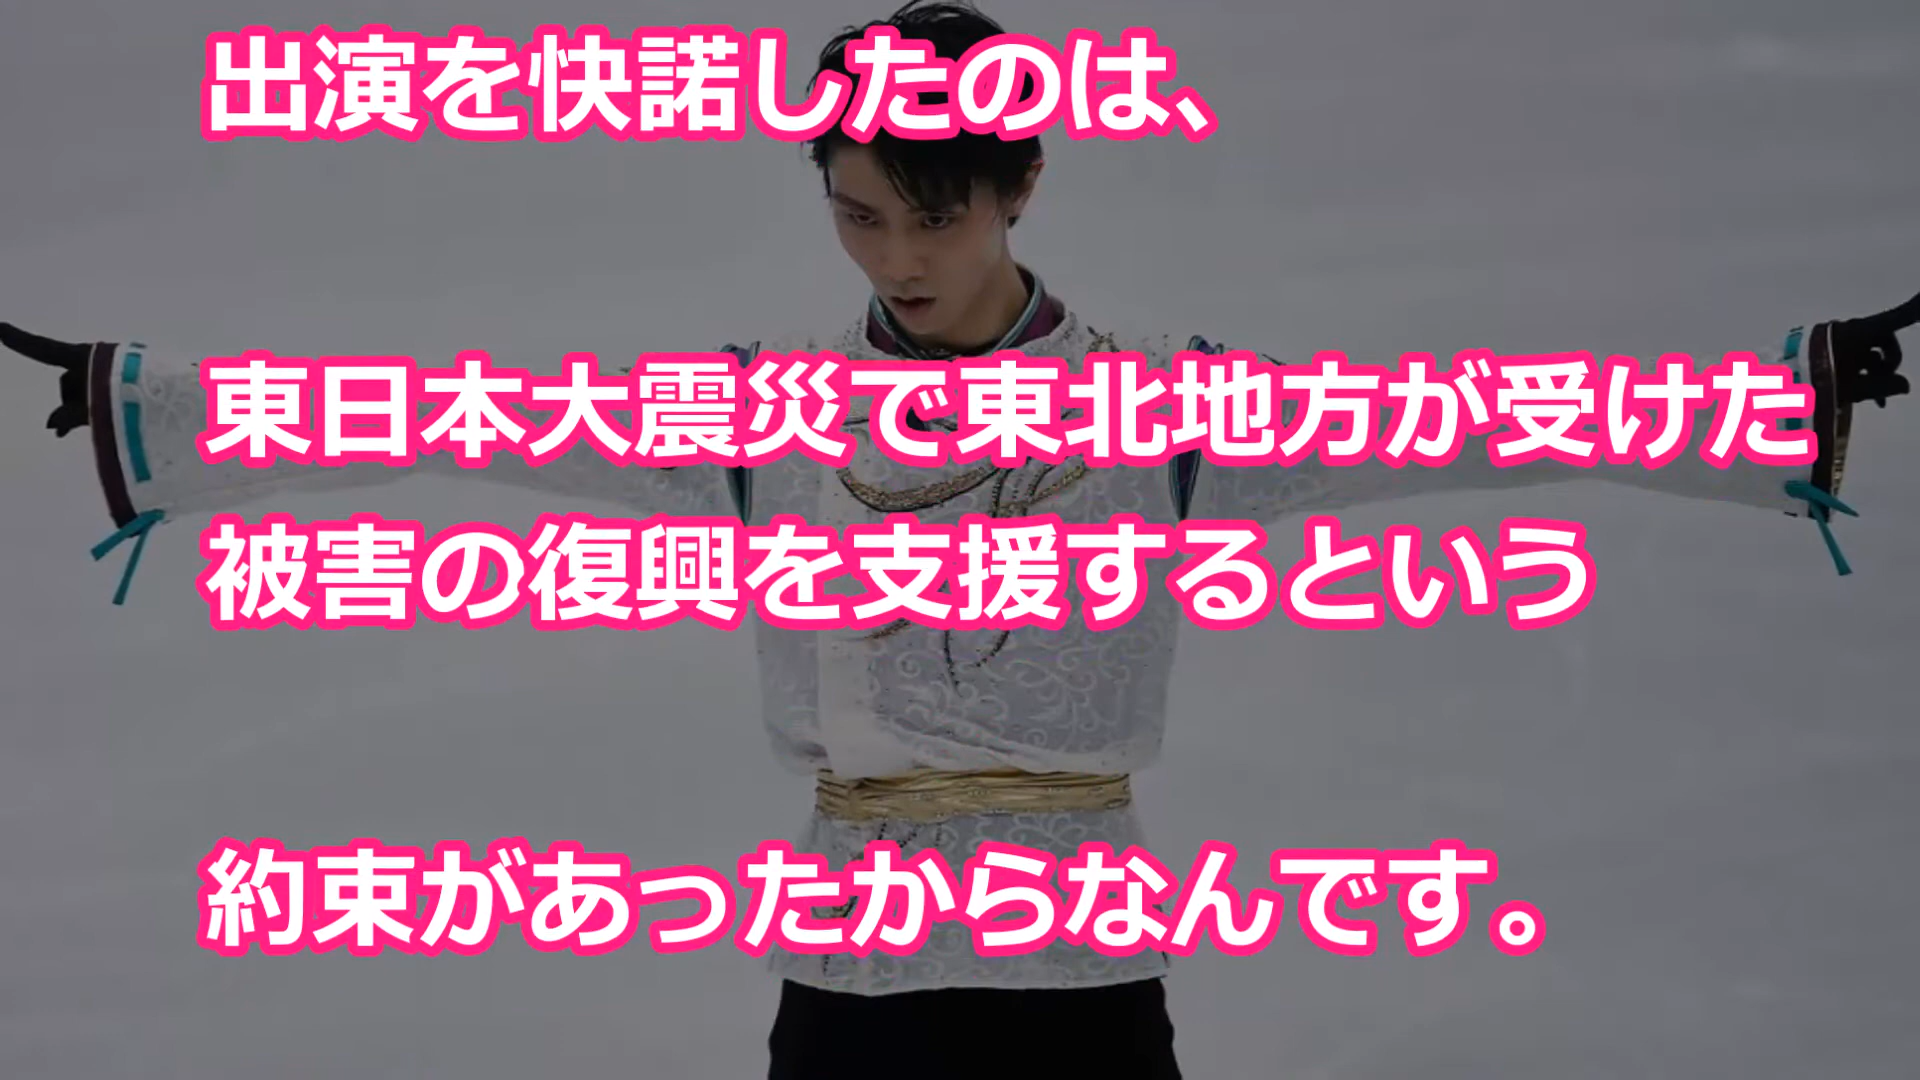 出演を快諾したのは、
東日本大震災で東北地方が受けた
被害の復興を支援するという
約束があったからなんです。